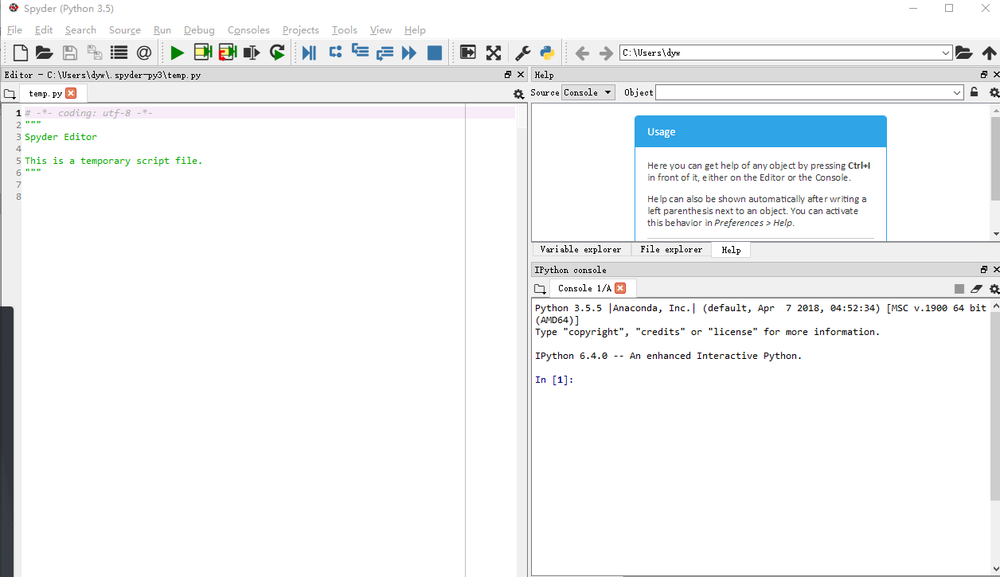 Spyder (Python 3.5)
File Edit Search Source Run Debug Consoles Projects Tools View Help
C:\Users\dyw
Editor - C:\Users\dyw\.spyder-py3\temp.py
temp.py
1 # -*- coding: utf-8 -*-
2 """
3 Spyder Editor
4
5 This is a temporary script file.
6 """
7
8
Help
Source Console Object
Usage
Here you can get help of any object by pressing Ctrl+I
in front of it, either on the Editor or the Console.
Help can also be shown automatically after writing a
left parenthesis next to an object. You can activate
this behavior in Preferences > Help.
Variable explorer File explorer Help
IPython console
Console 1/A
Python 3.5.5 |Anaconda, Inc.| (default, Apr  7 2018, 04:52:34) [MSC v.1900 64 bit
(AMD64)]
Type "copyright", "credits" or "license" for more information.
IPython 6.4.0 -- An enhanced Interactive Python.
In [1]: